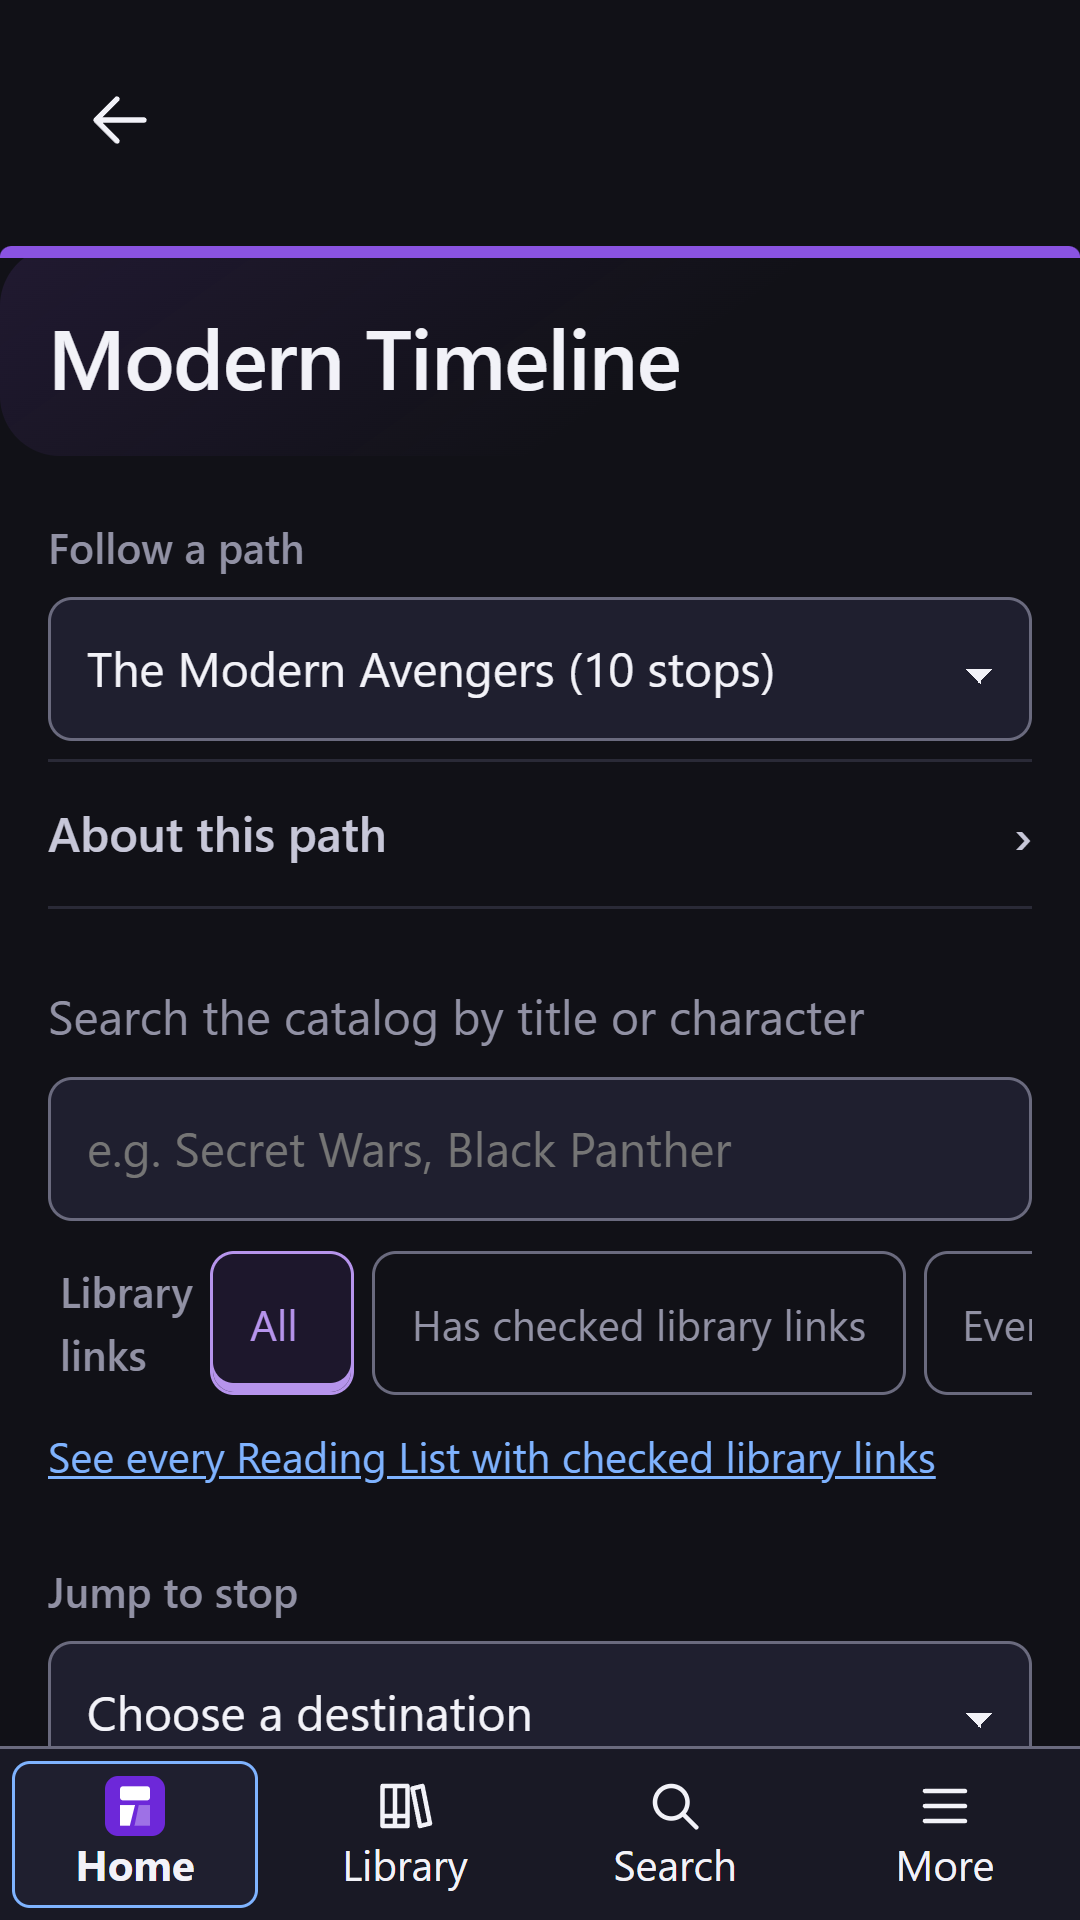 Modern Timeline
Follow a path
The Modern Avengers (10 stops)
About this path
Search the catalog by title or character
e.g. Secret Wars, Black Panther
Library
links
All
Has checked library links
See every Reading List with checked library links
Jump to stop
Choose a destination
Home
Library
Search
More